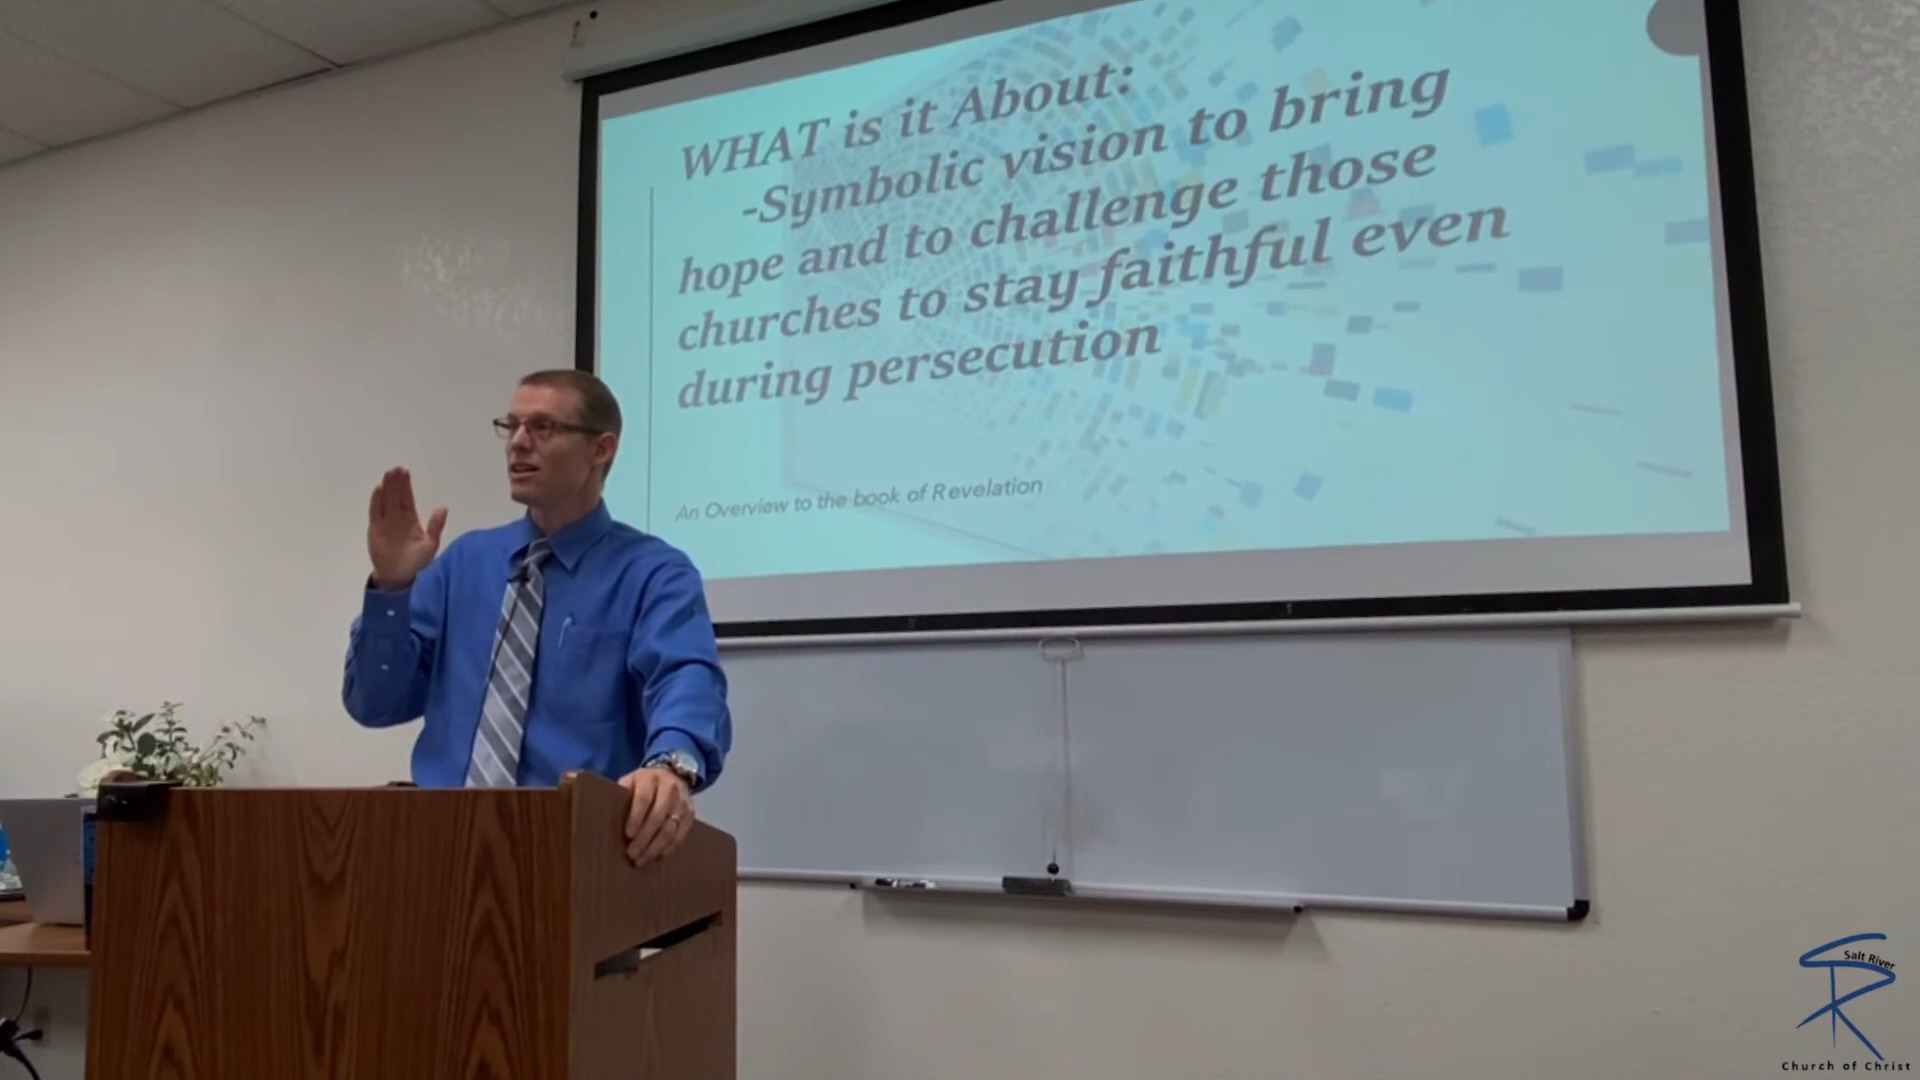 WHAT is it About:
-Symbolic vision to bring
hope and to challenge those
churches to stay faithful even
during persecution
An Overview to the book of Revelation
Salt River
Church of Christ